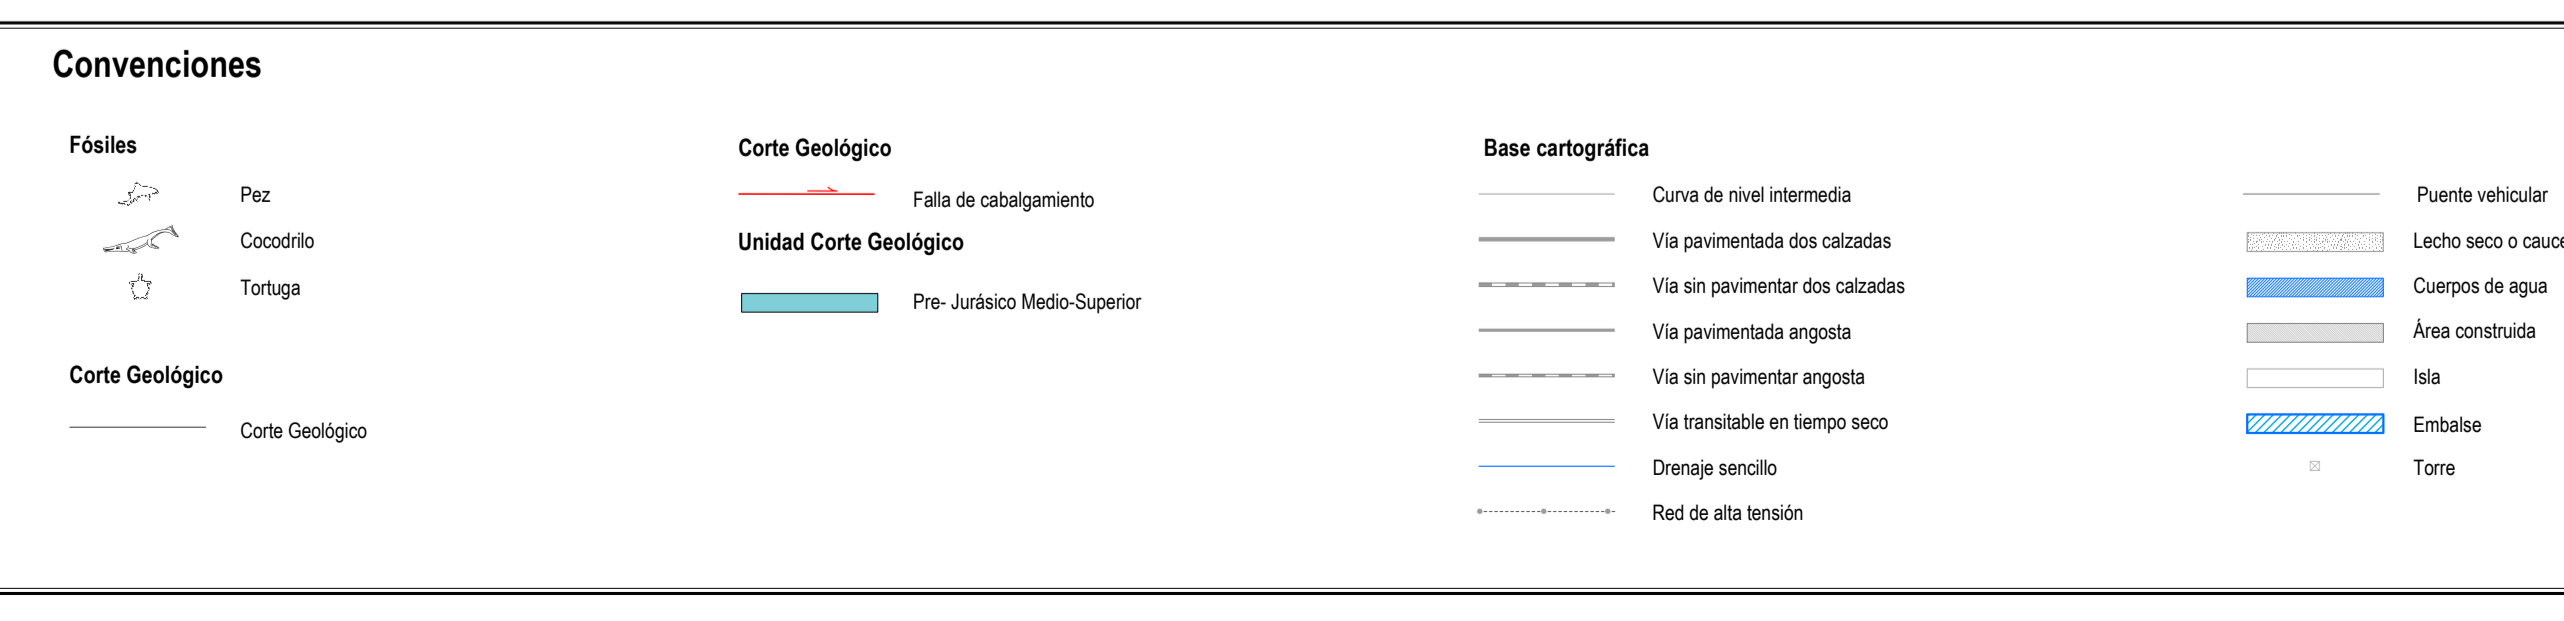 Convenciones
Fósiles
Pez
Cocodrilo
Tortuga
Corte Geológico
Corte Geológico
Corte Geológico
Falla de cabalgamiento
Unidad Corte Geológico
Pre- Jurásico Medio-Superior
Base cartográfica
Curva de nivel intermedia
Vía pavimentada dos calzadas
Vía sin pavimentar dos calzadas
Vía pavimentada angosta
Vía sin pavimentar angosta
Vía transitable en tiempo seco
Drenaje sencillo
Red de alta tensión
Puente vehicular
Lecho seco o cauce
Cuerpos de agua
Área construida
Isla
Embalse
Torre